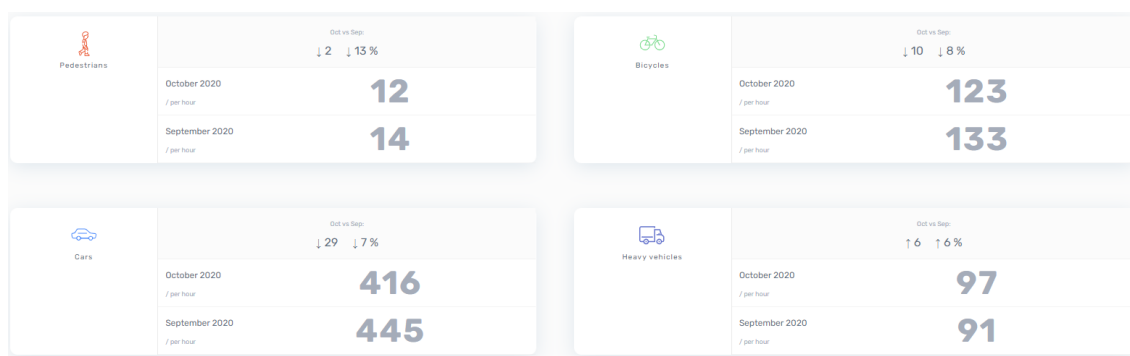 Pedestrians
Oct vs Sep:
↓ 2 ↓ 13 %
October 2020
/ per hour
12
September 2020
/ per hour
14
Bicycles
Oct vs Sep:
↓ 10 ↓ 8 %
October 2020
/ per hour
123
September 2020
/ per hour
133
Cars
Oct vs Sep:
↓ 29 ↓ 7 %
October 2020
/ per hour
416
September 2020
/ per hour
445
Heavy vehicles
Oct vs Sep:
↑ 6 ↑ 6 %
October 2020
/ per hour
97
September 2020
/ per hour
91